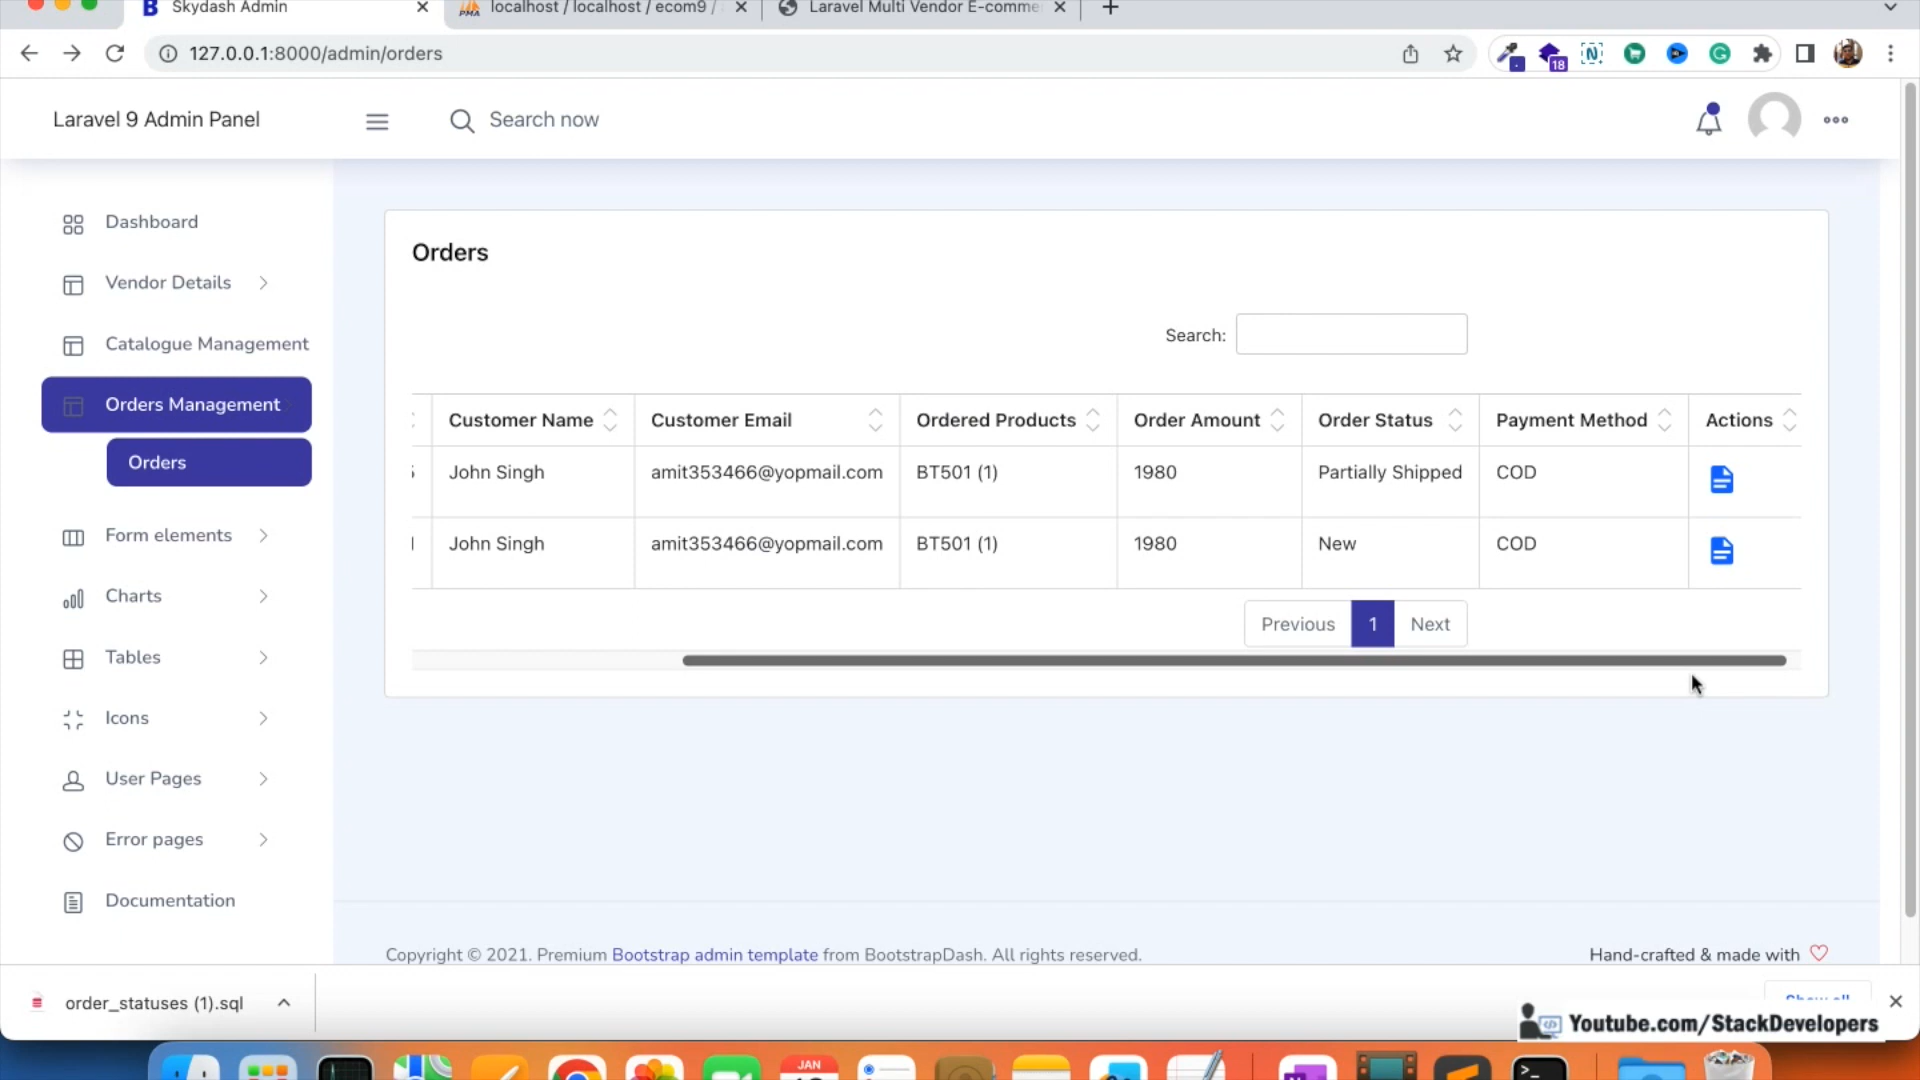 Skydash Admin
localhost / localhost / ecom9 /
Laravel Multi Vendor E-comme
127.0.0.1:8000/admin/orders
18
Laravel 9 Admin Panel
Search now
Dashboard
Vendor Details
Catalogue Management
Orders Management
Orders
Form elements
Charts
Tables
Icons
User Pages
Error pages
Documentation
Orders
Search:
Customer Name Customer Email Ordered Products Order Amount Order Status Payment Method Actions
John Singh amit353466@yopmail.com BT501 (1) 1980 Partially Shipped COD
John Singh amit353466@yopmail.com BT501 (1) 1980 New COD
Previous 1 Next
Copyright © 2021. Premium Bootstrap admin template from BootstrapDash. All rights reserved.
Hand-crafted & made with
order_statuses (1).sql
Youtube.com/StackDevelopers
JAN